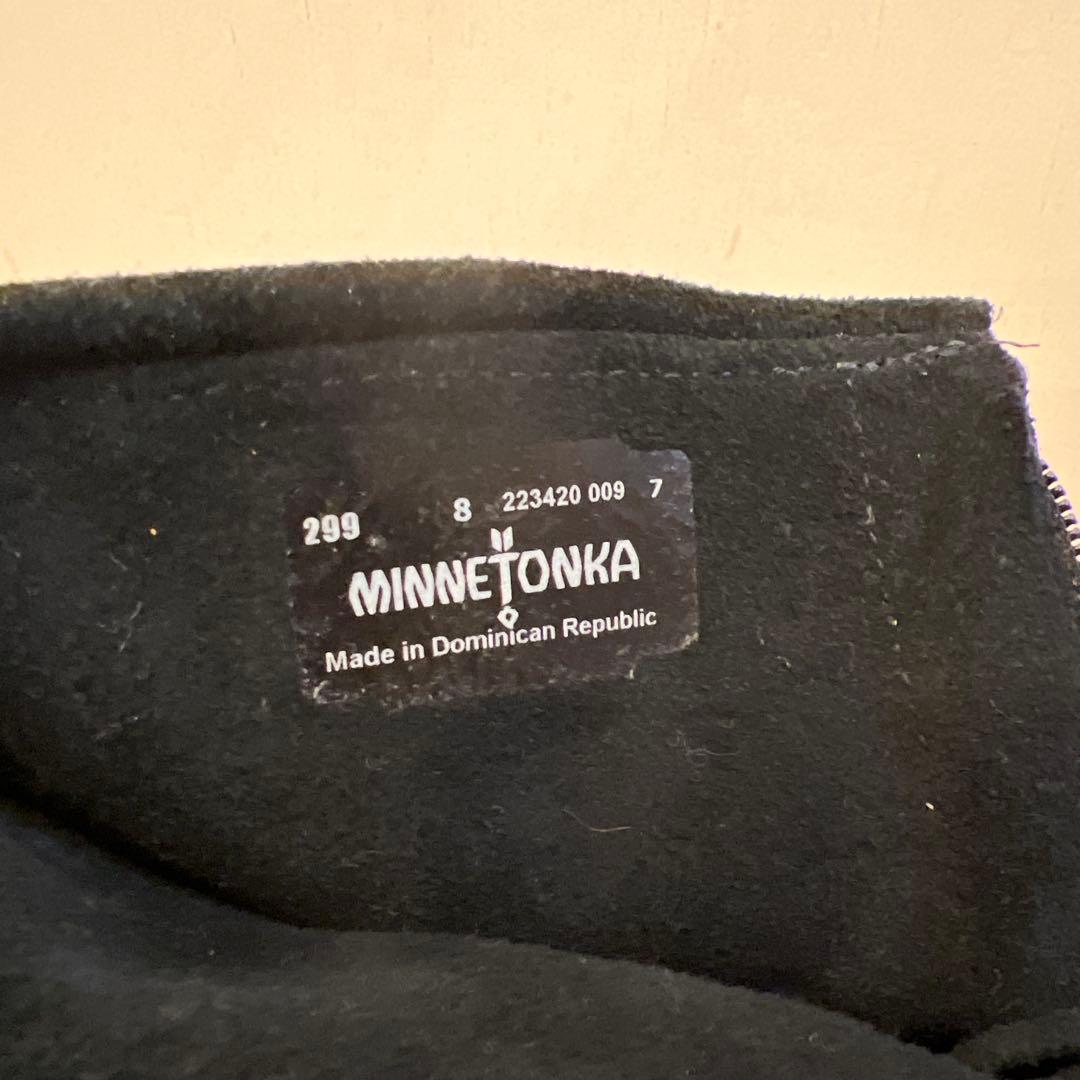 299 8 223420 009 7
MINNETONKA
Made in Dominican Republic